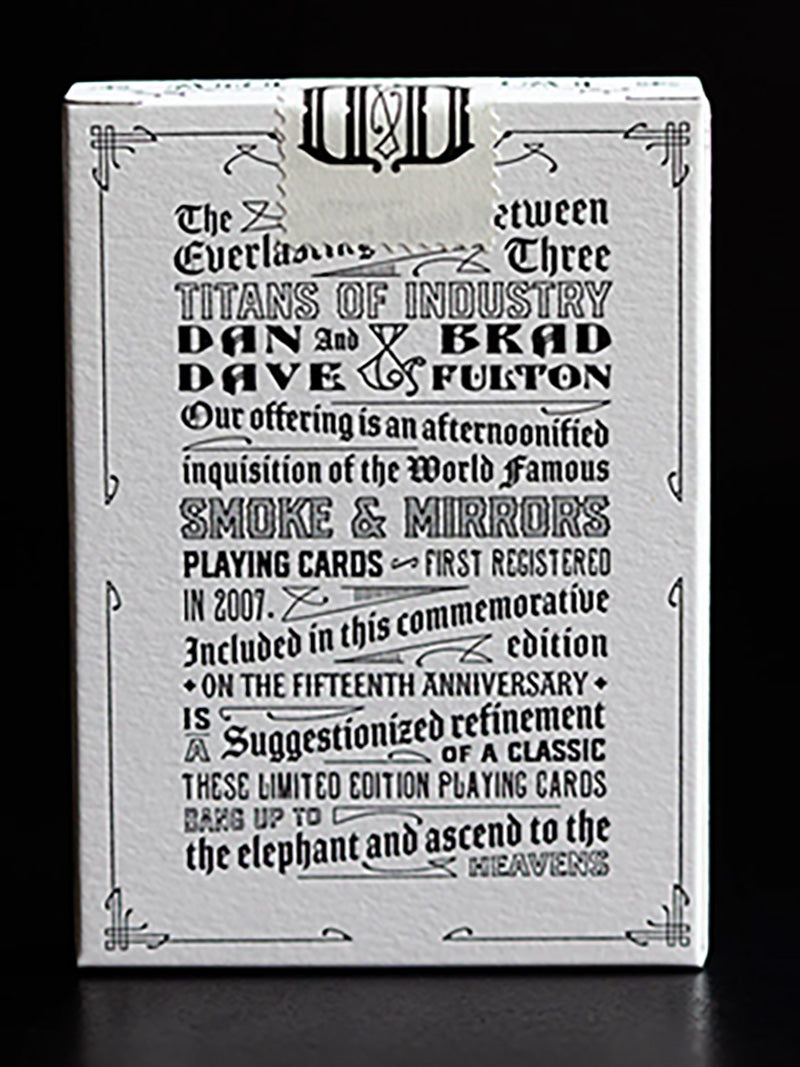 D&D
The etween
Everlasting Three
TITANS OF INDUSTRY
DAN And BRAD
DAVE & FULTON
Our offering is an afternoonified
inquisition of the World Famous
SMOKE & MIRRORS
PLAYING CARDS ~ FIRST REGISTERED
IN 2007.
Included in this commemorative
edition
ON THE FIFTEENTH ANNIVERSARY
IS
A Suggestionized refinement
OF A CLASSIC
THESE LIMITED EDITION PLAYING CARDS
BANG UP TO
the elephant and ascend to the
HEAVENS